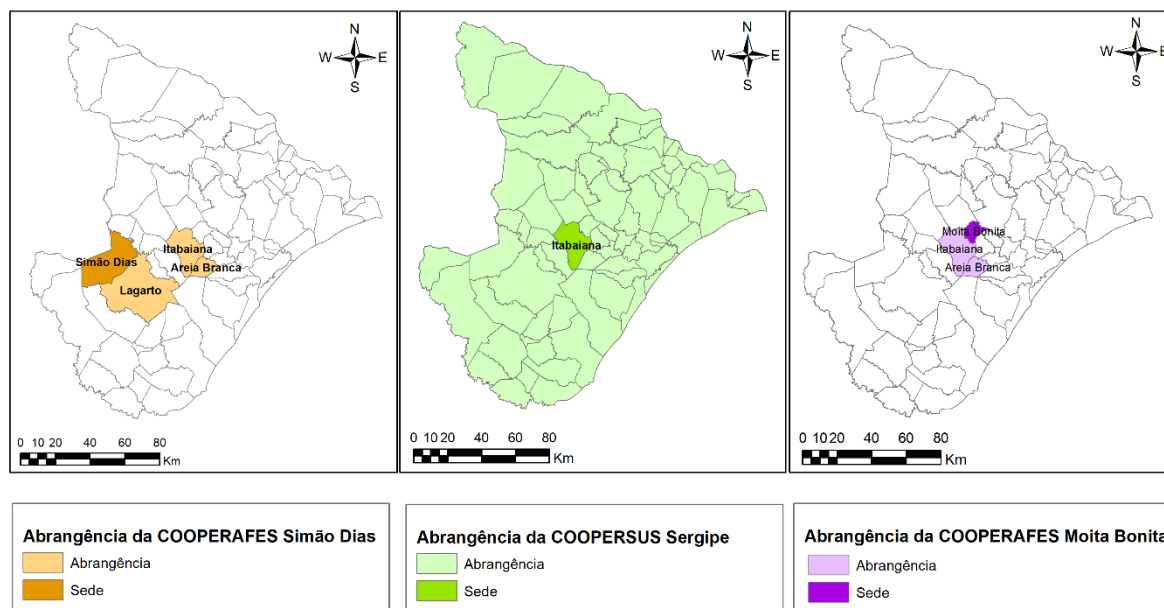 N
W E
S
Itabaiana
Simão Dias
Areia Branca
Lagarto
0 10 20 40 60 80
Km
N
W E
S
Itabaiana
0 10 20 40 60 80
Km
N
W E
S
Moita Bonita
Itabaiana
Areia Branca
0 10 20 40 60 80
Km
Abrangência da COOPERAFES Simão Dias
Abrangência
Sede
Abrangência da COOPERSUS Sergipe
Abrangência
Sede
Abrangência da COOPERAFES Moita Bonita
Abrangência
Sede